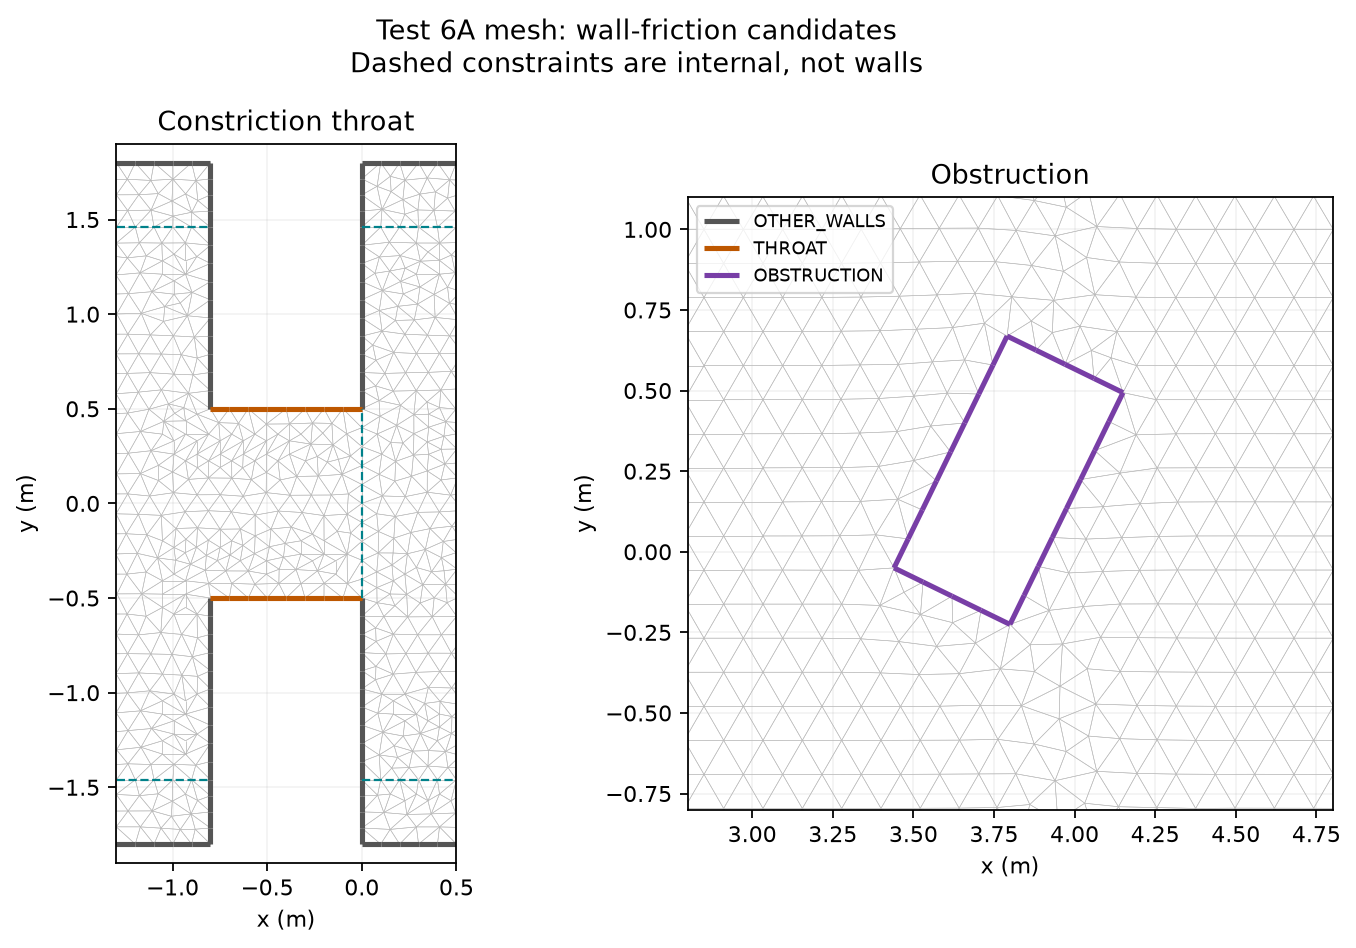 Test 6A mesh: wall-friction candidates
Dashed constraints are internal, not walls
Constriction throat
1.5
1.0
0.5
0.0
−0.5
−1.0
−1.5
y (m)
−1.0
−0.5
0.0
0.5
x (m)
Obstruction
OTHER_WALLS
THROAT
OBSTRUCTION
1.00
0.75
0.50
0.25
0.00
−0.25
−0.50
−0.75
y (m)
3.00
3.25
3.50
3.75
4.00
4.25
4.50
4.75
x (m)